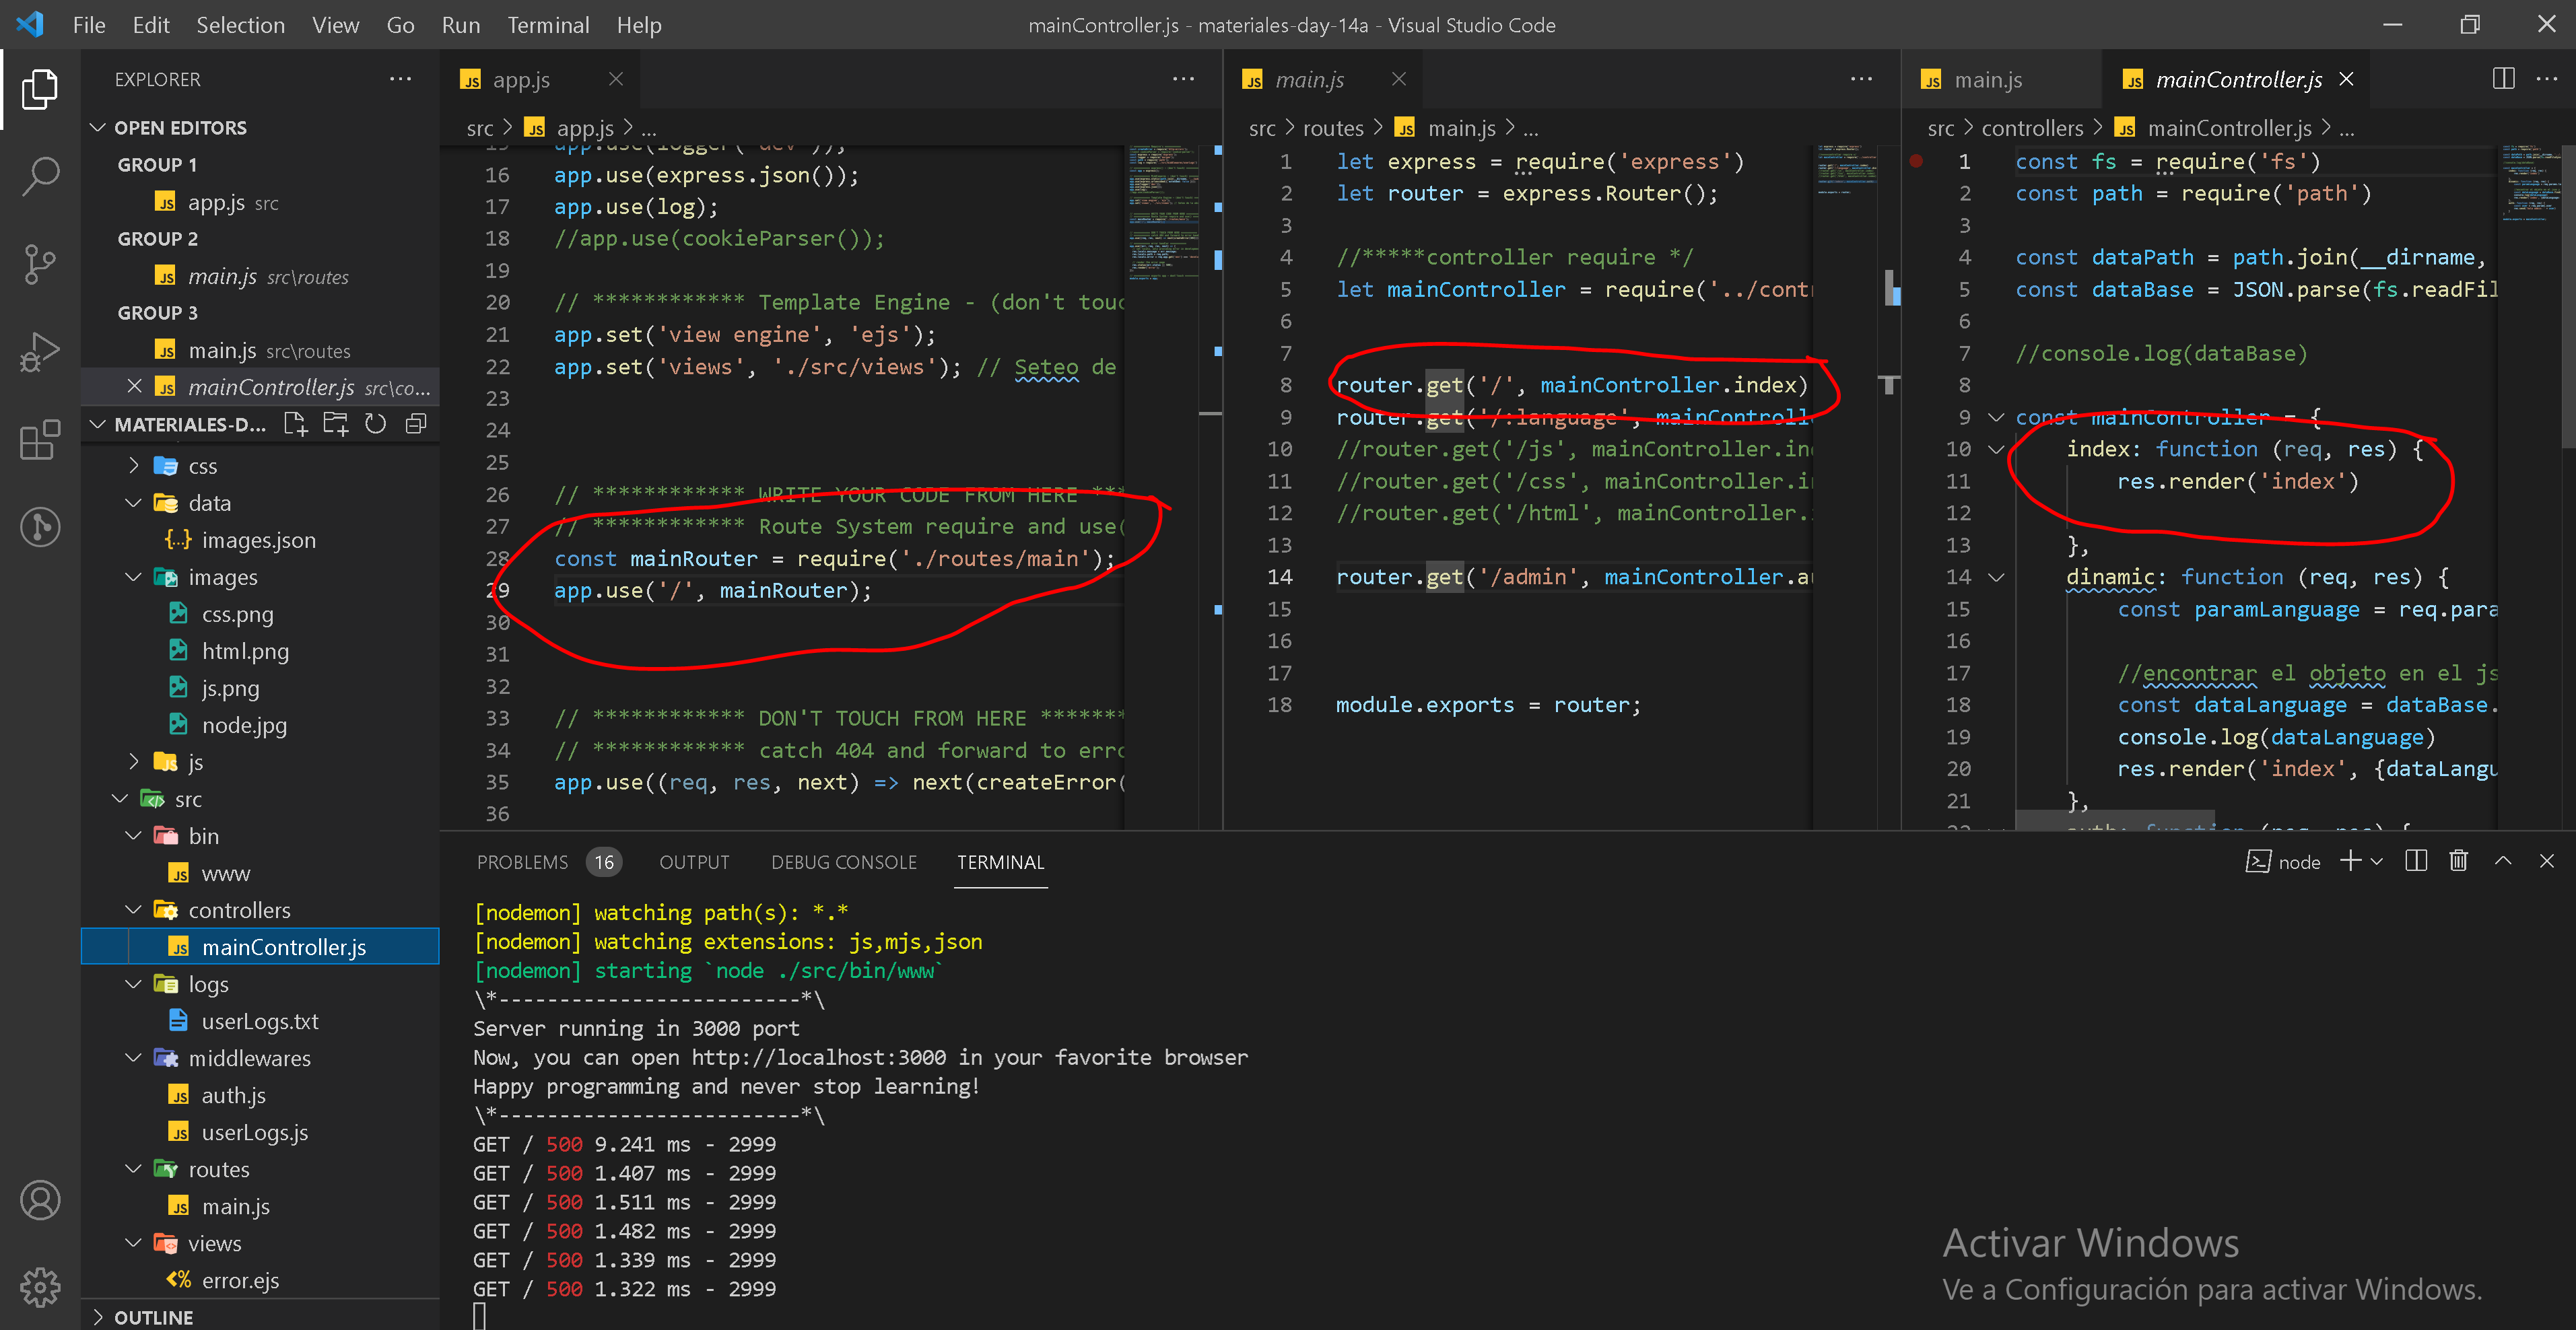 File Edit Selection View Go Run Terminal Help
mainController.js - materiales-day-14a - Visual Studio Code
EXPLORER
OPEN EDITORS
GROUP 1
app.js src
GROUP 2
main.js src\routes
GROUP 3
main.js src\routes
mainController.js src\co...
MATERIALES-D...
css
data
images.json
images
css.png
html.png
js.png
node.jpg
js
src
bin
www
controllers
mainController.js
logs
userLogs.txt
middlewares
auth.js
userLogs.js
routes
main.js
views
error.ejs
OUTLINE
app.js
src > app.js > ...
15 app.use(logger('dev'));
16 app.use(express.json());
17 app.use(log);
18 //app.use(cookieParser());
19
20 // ************ Template Engine - (don't touc
21 app.set('view engine', 'ejs');
22 app.set('views', './src/views'); // Seteo de
23
24
25
26 // ************ WRITE YOUR CODE FROM HERE ***
27 // ************ Route System require and use(
28 const mainRouter = require('./routes/main');
29 app.use('/', mainRouter);
30
31
32
33 // ************ DON'T TOUCH FROM HERE *******
34 // ************ catch 404 and forward to erro
35 app.use((req, res, next) => next(createError(
36
main.js
src > routes > main.js > ...
1 let express = require('express')
2 let router = express.Router();
3
4 //*****controller require */
5 let mainController = require('../cont
6
7
8 router.get('/', mainController.index)
9 router.get('/:language', mainControll
10 //router.get('/js', mainController.in
11 //router.get('/css', mainController.i
12 //router.get('/html', mainController.
13
14 router.get('/admin', mainController.au
15
16
17
18 module.exports = router;
main.js
mainController.js
src > controllers > mainController.js > ...
1 const fs = require('fs')
2 const path = require('path')
3
4 const dataPath = path.join(__dirname,
5 const dataBase = JSON.parse(fs.readFil
6
7 //console.log(dataBase)
8
9 const mainController = {
10 index: function (req, res) {
11 res.render('index')
12
13 },
14 dinamic: function (req, res) {
15 const paramLanguage = req.para
16
17 //encontrar el objeto en el js
18 const dataLanguage = dataBase.
19 console.log(dataLanguage)
20 res.render('index', {dataLangu
21 },
PROBLEMS 16 OUTPUT DEBUG CONSOLE TERMINAL
node
[nodemon] watching path(s): *.*
[nodemon] watching extensions: js,mjs,json
[nodemon] starting `node ./src/bin/www`
\*-------------------------*\
Server running in 3000 port
Now, you can open http://localhost:3000 in your favorite browser
Happy programming and never stop learning!
\*-------------------------*\
GET / 500 9.241 ms - 2999
GET / 500 1.407 ms - 2999
GET / 500 1.511 ms - 2999
GET / 500 1.482 ms - 2999
GET / 500 1.339 ms - 2999
GET / 500 1.322 ms - 2999
Activar Windows
Ve a Configuración para activar Windows.